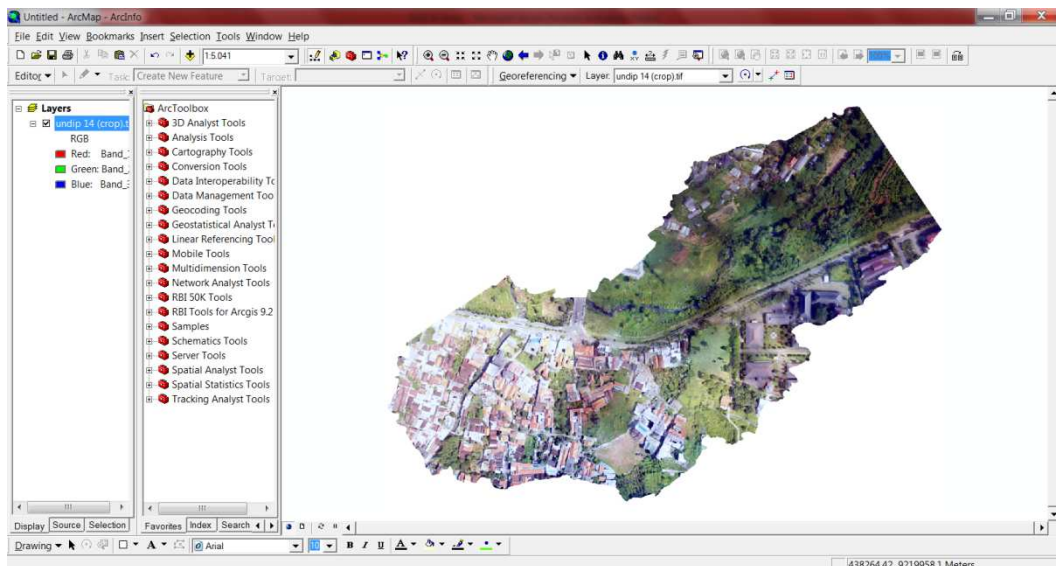 Untitled - ArcMap - ArcInfo
File Edit View Bookmarks Insert Selection Tools Window Help
1:5.041
Editor Task: Create New Feature Target:
Georeferencing Layer: undip 14 (crop).tif
Layers
undip 14 (crop).t
RGB
Red: Band_
Green: Band_
Blue: Band_
ArcToolbox
3D Analyst Tools
Analysis Tools
Cartography Tools
Conversion Tools
Data Interoperability To
Data Management Too
Geocoding Tools
Geostatistical Analyst T
Linear Referencing Tool
Mobile Tools
Multidimension Tools
Network Analyst Tools
RBI 50K Tools
RBI Tools for Arcgis 9.2
Samples
Schematics Tools
Server Tools
Spatial Analyst Tools
Spatial Statistics Tools
Tracking Analyst Tools
Display Source Selection
Favorites Index Search
Drawing A Arial 10 B I U A
438264,42 9219958,1 Meters